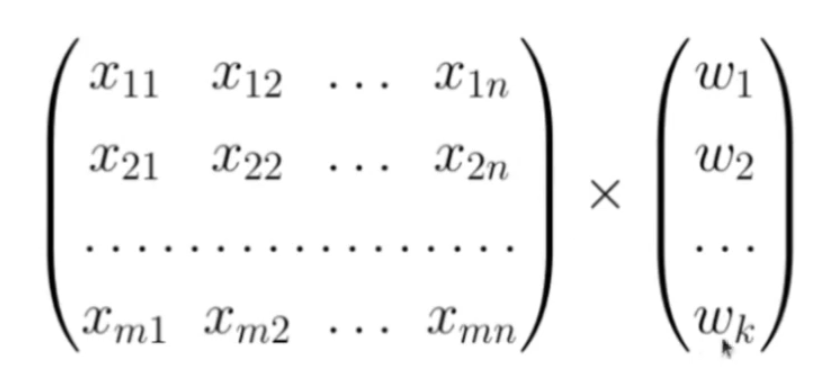 x₁₁ x₁₂ ... x₁ₙ w₁
x₂₁ x₂₂ ... x₂ₙ w₂
................. × ...
xₘ₁ xₘ₂ ... xₘₙ wₖ